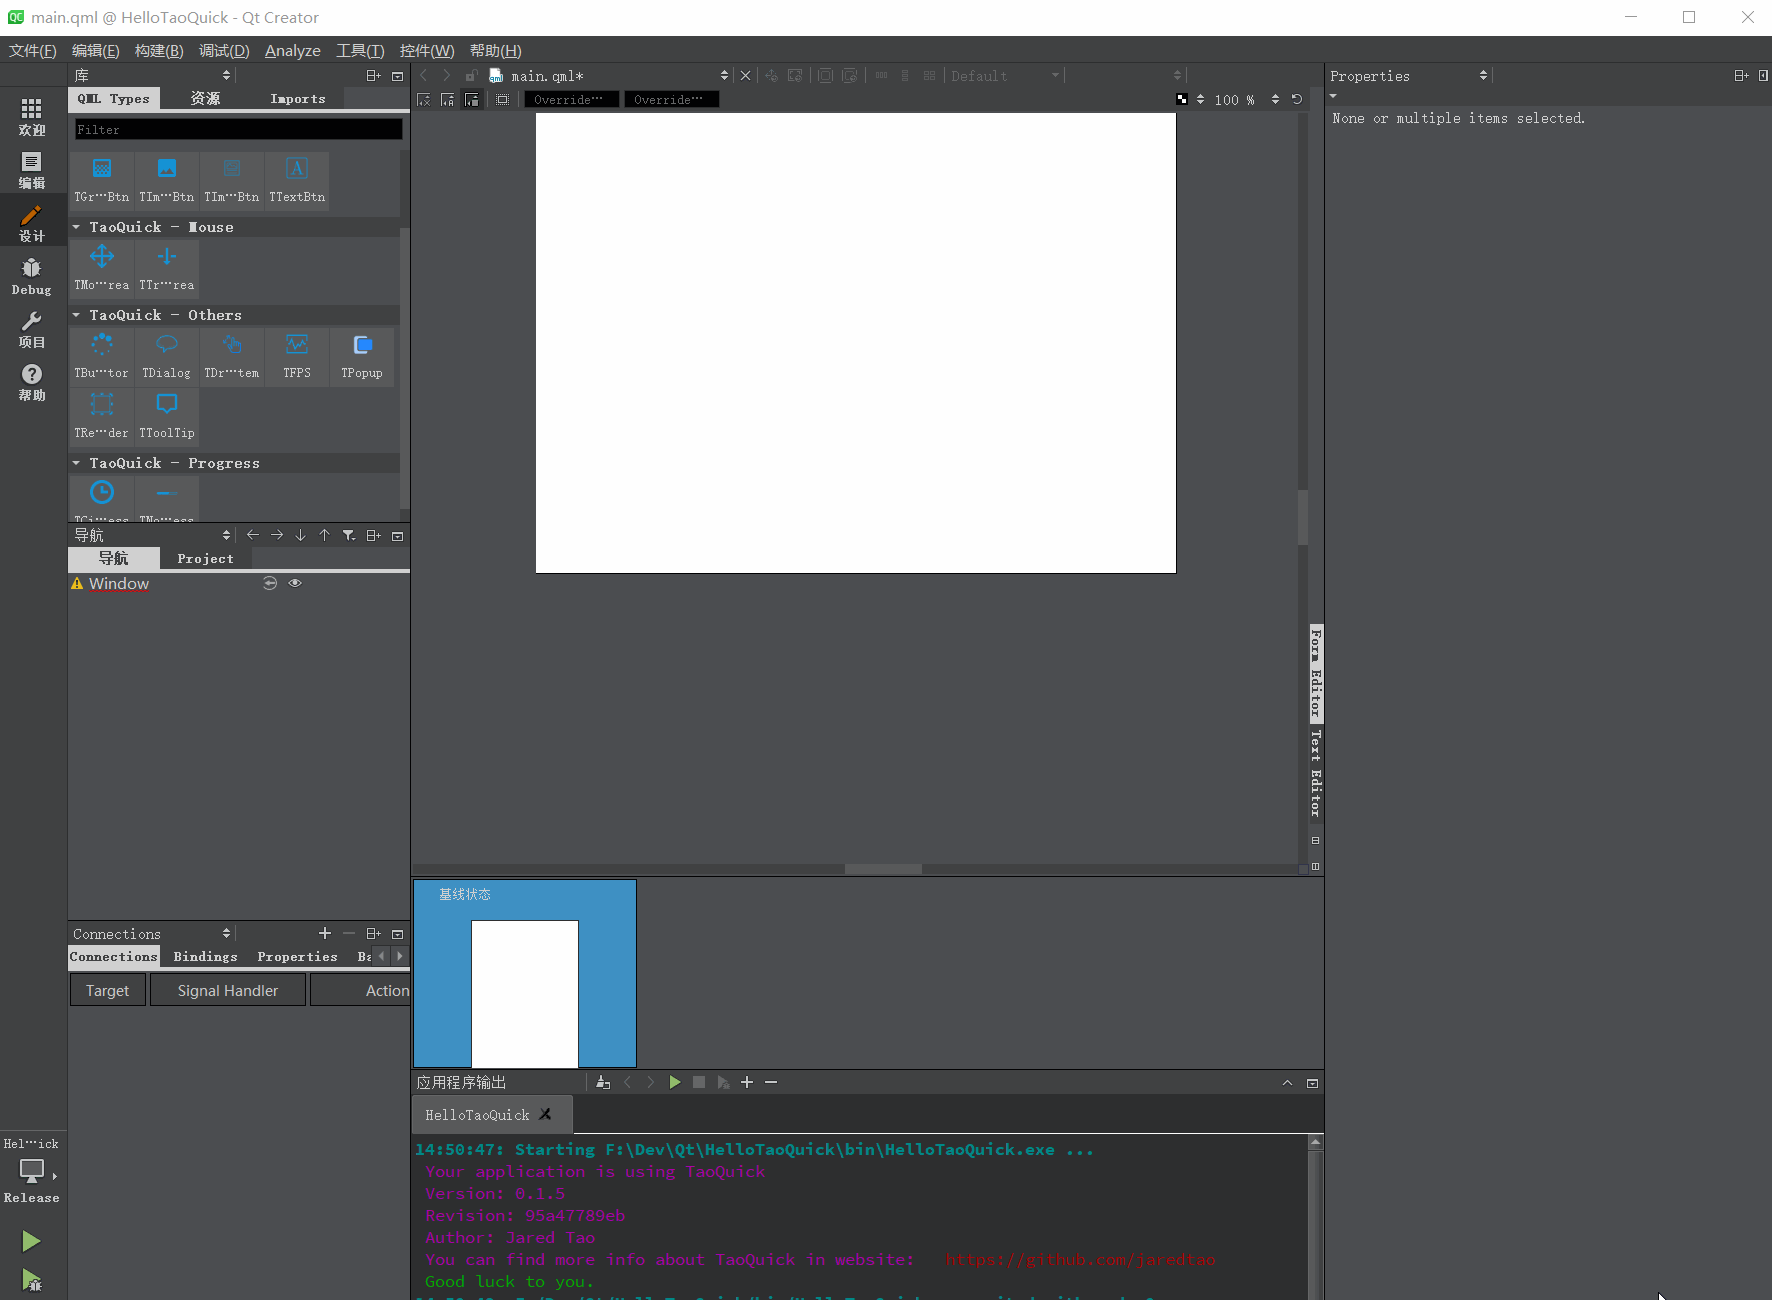 main.qml @ HelloTaoQuick - Qt Creator
文件(F) 编辑(E) 构建(B) 调试(D) Analyze 工具(T) 控件(W) 帮助(H)
库
main.qml*
Default
Properties
QML Types 资源 Imports
Override··· Override···
100 %
Filter
None or multiple items selected.
欢迎
编辑
设计
Debug
项目
帮助
TGr···Btn TIm···Btn TIm···Btn TTextBtn
TaoQuick - Mouse
TMo···rea TTr···rea
TaoQuick - Others
TBu···tor TDialog TDr···tem TFPS TPopup
TRe···der TToolTip
TaoQuick - Progress
TCi···ess TNo···ess
导航
导航 Project
Window
Form Editor
Text Editor
Connections
Connections Bindings Properties Ba
Target Signal Handler Action
基线状态
应用程序输出
HelloTaoQuick
14:50:47: Starting F:\Dev\Qt\HelloTaoQuick\bin\HelloTaoQuick.exe ...
Your application is using TaoQuick
Version: 0.1.5
Revision: 95a47789eb
Author: Jared Tao
You can find more info about TaoQuick in website: https://github.com/jaredtao
Good luck to you.
Hel···ick
Release